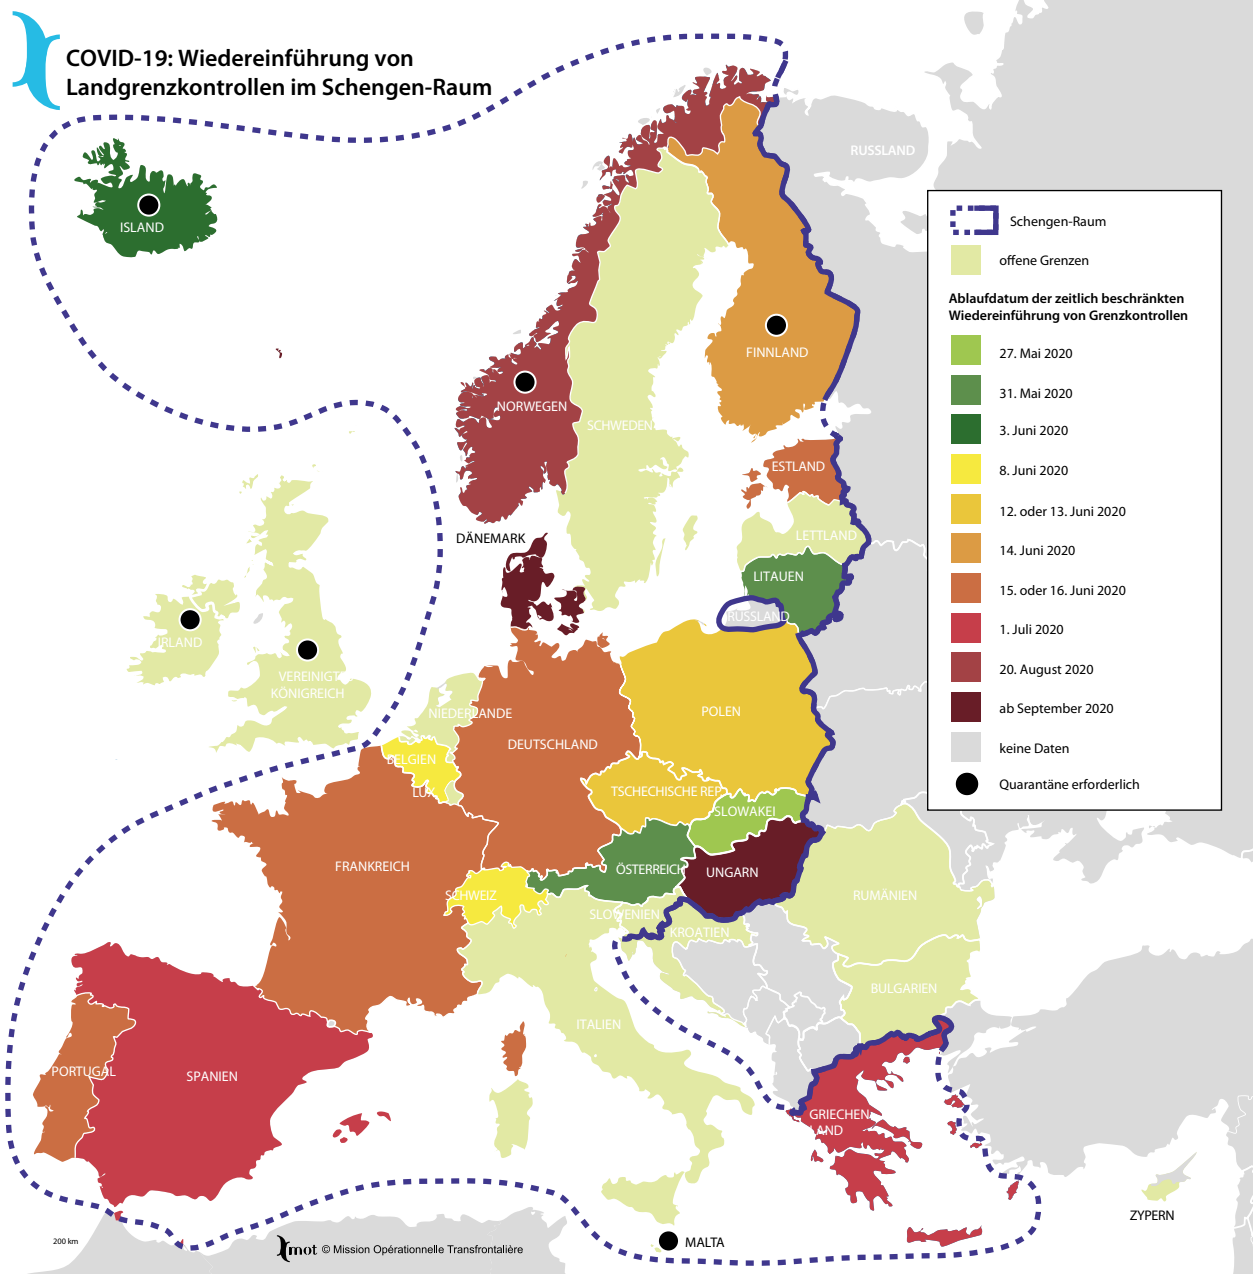 COVID-19: Wiedereinführung von
Landgrenzkontrollen im Schengen-Raum
RUSSLAND
ISLAND
Schengen-Raum
offene Grenzen
Ablaufdatum der zeitlich beschränkten
Wiedereinführung von Grenzkontrollen
27. Mai 2020
31. Mai 2020
3. Juni 2020
8. Juni 2020
12. oder 13. Juni 2020
14. Juni 2020
15. oder 16. Juni 2020
1. Juli 2020
20. August 2020
ab September 2020
keine Daten
Quarantäne erforderlich
FINNLAND
NORWEGEN
SCHWEDEN
ESTLAND
DÄNEMARK
LETTLAND
LITAUEN
RUSSLAND
IRLAND
VEREINIGT
KÖNIGREICH
NIEDERLANDE
POLEN
DEUTSCHLAND
BELGIEN
LUX
TSCHECHISCHE REP
SLOWAKEI
FRANKREICH
ÖSTERREICH
UNGARN
SCHWEIZ
RUMÄNIEN
SLOWENIEN
KROATIEN
BULGARIEN
ITALIEN
PORTUGAL
SPANIEN
GRIECHEN
LAND
ZYPERN
MALTA
200 km
mot © Mission Opérationnelle Transfrontalière